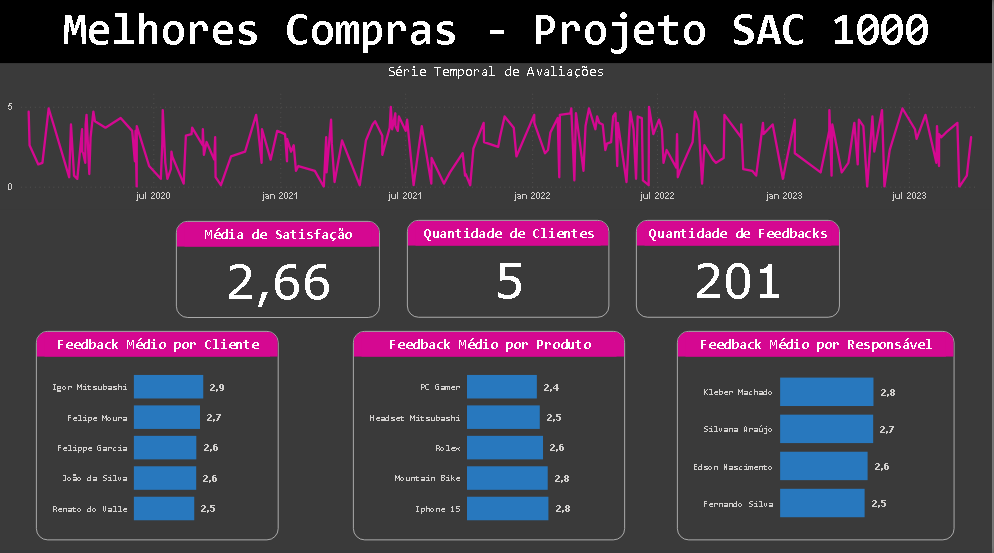 Melhores Compras - Projeto SAC 1000
Série Temporal de Avaliações
5
0
jul 2020
jan 2021
jul 2021
jan 2022
jul 2022
jan 2023
jul 2023
Média de Satisfação
2,66
Quantidade de Clientes
5
Quantidade de Feedbacks
201
Feedback Médio por Cliente
Igor Mitsubashi 2,9
Felipe Moura 2,7
Felippe Garcia 2,6
João da Silva 2,6
Renato do Valle 2,5
Feedback Médio por Produto
PC Gamer 2,4
Headset Mitsubashi 2,5
Rolex 2,6
Mountain Bike 2,8
Iphone 15 2,8
Feedback Médio por Responsável
Kleber Machado 2,8
Silvana Araújo 2,7
Edson Nascimento 2,6
Fernando Silva 2,5